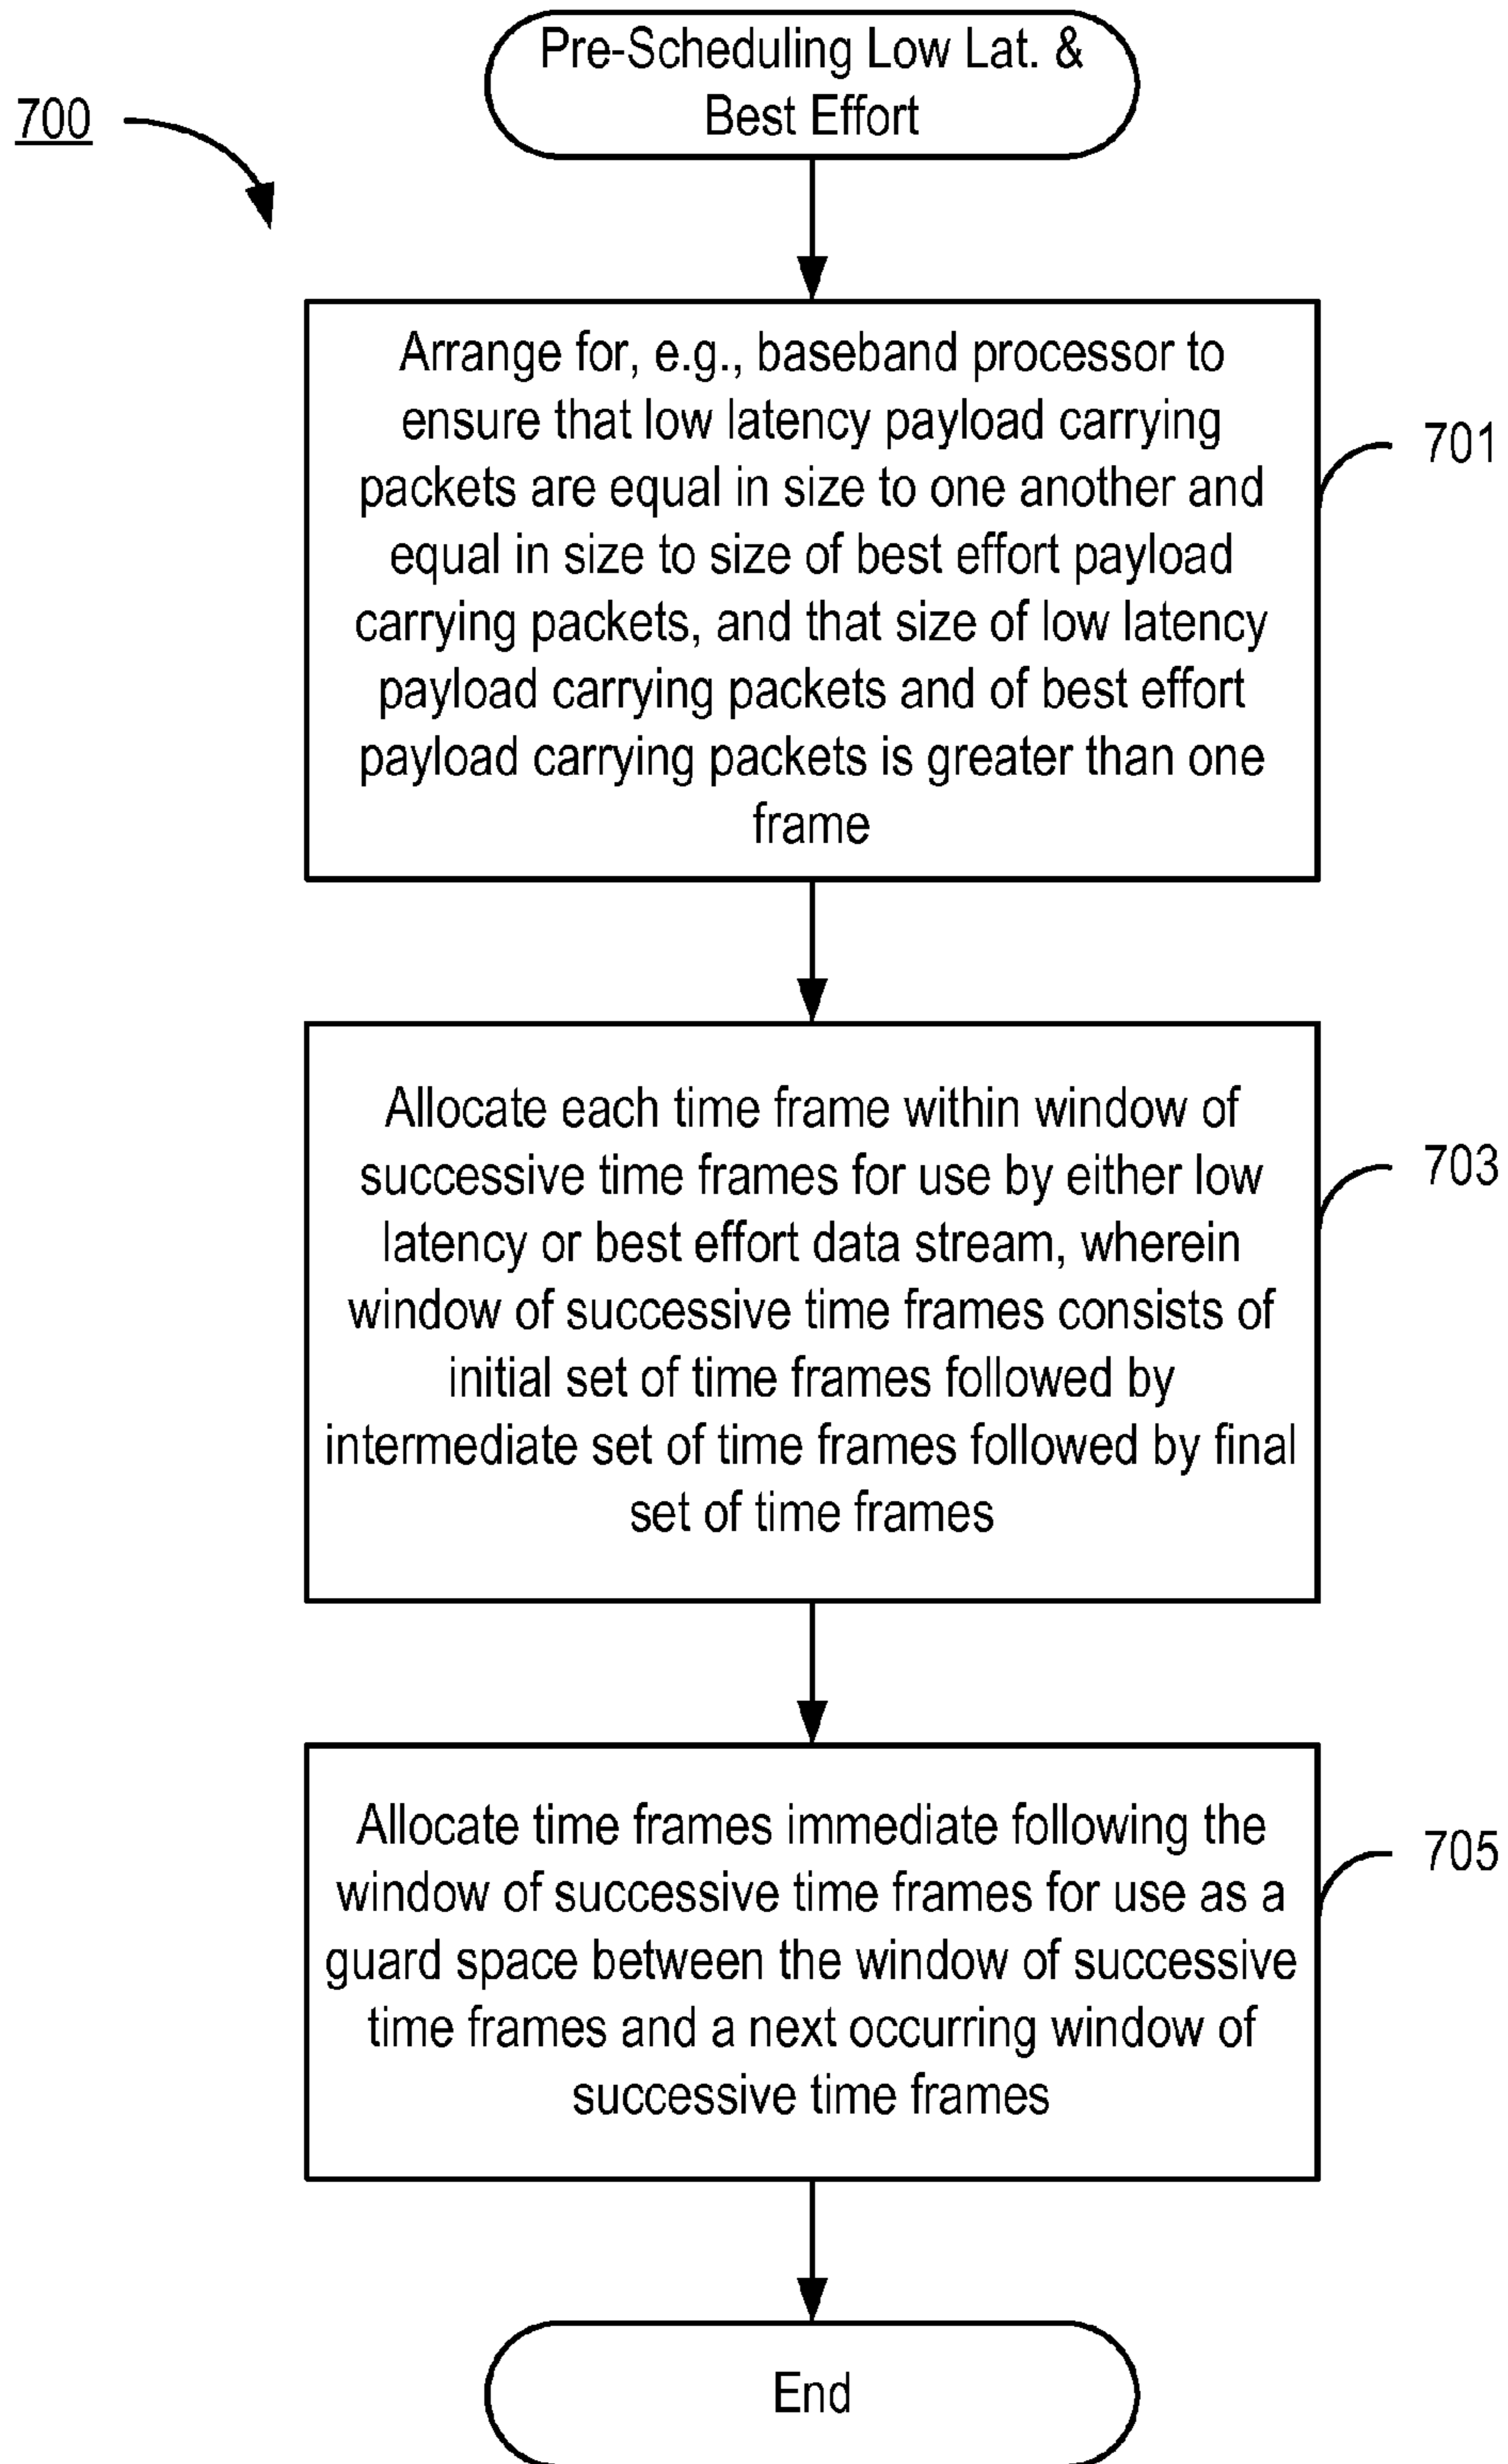 Pre-Scheduling Low Lat. &
Best Effort
700
Arrange for, e.g., baseband processor to
ensure that low latency payload carrying
packets are equal in size to one another and
equal in size to size of best effort payload
carrying packets, and that size of low latency
payload carrying packets and of best effort
payload carrying packets is greater than one
frame
701
Allocate each time frame within window of
successive time frames for use by either low
latency or best effort data stream, wherein
window of successive time frames consists of
initial set of time frames followed by
intermediate set of time frames followed by final
set of time frames
703
Allocate time frames immediate following the
window of successive time frames for use as a
guard space between the window of successive
time frames and a next occurring window of
successive time frames
705
End